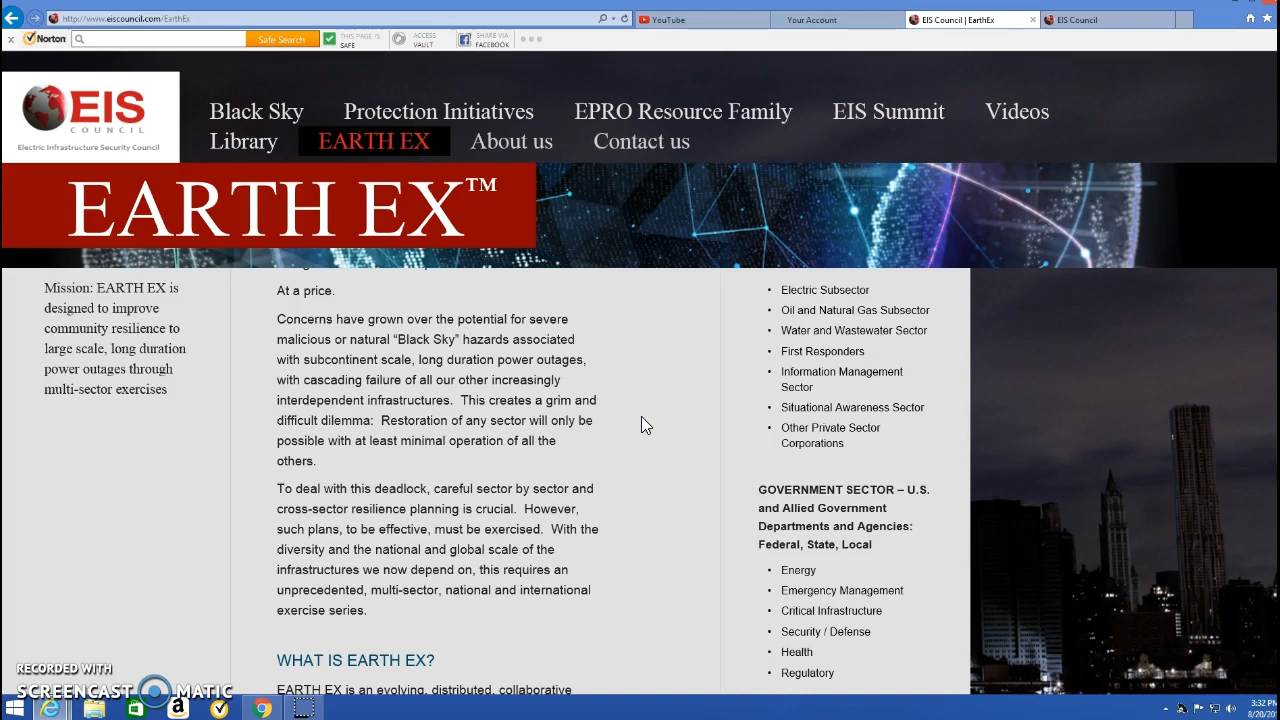 http://www.eiscouncil.com/EarthEx
YouTube
Your Account
EIS Council | EarthEx
EIS Council
Norton
Safe Search
THIS PAGE IS
SAFE
ACCESS
VAULT
SHARE VIA
FACEBOOK
EIS
COUNCIL
Electric Infrastructure Security Council
Black Sky Protection Initiatives EPRO Resource Family EIS Summit Videos
Library EARTH EX About us Contact us
EARTH EX™
Mission: EARTH EX is
designed to improve
community resilience to
large scale, long duration
power outages through
multi-sector exercises
At a price.
Concerns have grown over the potential for severe
malicious or natural “Black Sky” hazards associated
with subcontinent scale, long duration power outages,
with cascading failure of all our other increasingly
interdependent infrastructures. This creates a grim and
difficult dilemma: Restoration of any sector will only be
possible with at least minimal operation of all the
others.
To deal with this deadlock, careful sector by sector and
cross-sector resilience planning is crucial. However,
such plans, to be effective, must be exercised. With the
diversity and the national and global scale of the
infrastructures we now depend on, this requires an
unprecedented, multi-sector, national and international
exercise series.
WHAT IS EARTH EX?
EARTH EX is an evolving, distributed, collaborative
• Electric Subsector
• Oil and Natural Gas Subsector
• Water and Wastewater Sector
• First Responders
• Information Management
Sector
• Situational Awareness Sector
• Other Private Sector
Corporations
GOVERNMENT SECTOR – U.S.
and Allied Government
Departments and Agencies:
Federal, State, Local
• Energy
• Emergency Management
• Critical Infrastructure
• Security / Defense
• Health
• Regulatory
RECORDED WITH
SCREENCAST MATIC
3:32 PM
8/20/20